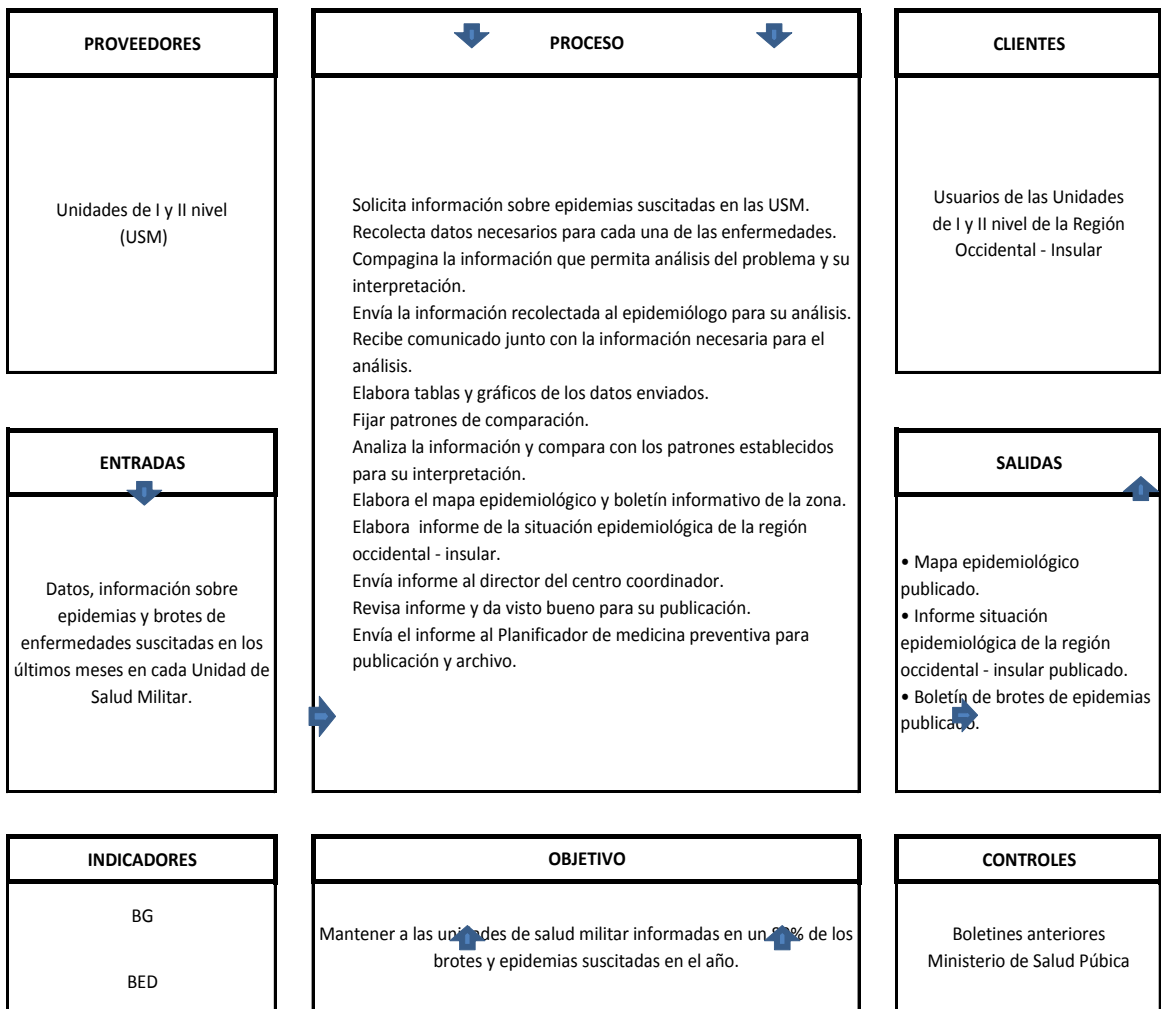 PROVEEDORES
Unidades de I y II nivel
(USM)
PROCESO
Solicita información sobre epidemias suscitadas en las USM.
Recolecta datos necesarios para cada una de las enfermedades.
Compagina la información que permita análisis del problema y su
interpretación.
Envía la información recolectada al epidemiólogo para su análisis.
Recibe comunicado junto con la información necesaria para el
análisis.
Elabora tablas y gráficos de los datos enviados.
Fijar patrones de comparación.
Analiza la información y compara con los patrones establecidos
para su interpretación.
Elabora el mapa epidemiológico y boletín informativo de la zona.
Elabora informe de la situación epidemiológica de la región
occidental - insular.
Envía informe al director del centro coordinador.
Revisa informe y da visto bueno para su publicación.
Envía el informe al Planificador de medicina preventiva para
publicación y archivo.
CLIENTES
Usuarios de las Unidades
de I y II nivel de la Región
Occidental - Insular
ENTRADAS
Datos, información sobre
epidemias y brotes de
enfermedades suscitadas en los
últimos meses en cada Unidad de
Salud Militar.
SALIDAS
• Mapa epidemiológico
publicado.
• Informe situación
epidemiológica de la región
occidental - insular publicado.
• Boletín de brotes de epidemias
publicado.
INDICADORES
BG
BED
OBJETIVO
Mantener a las unidades de salud militar informadas en un de los
brotes y epidemias suscitadas en el año.
CONTROLES
Boletines anteriores
Ministerio de Salud Púbica